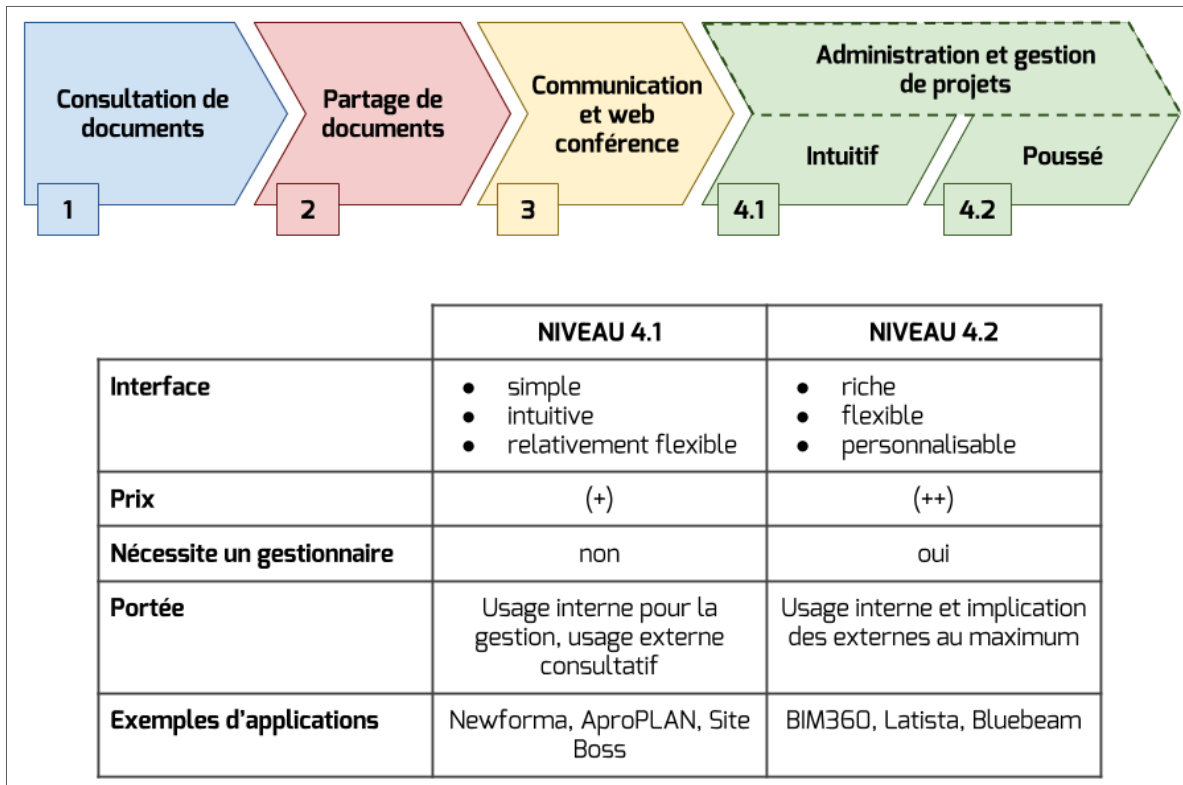 Consultation de
documents
1
Partage de
documents
2
Communication
et web
conférence
3
Administration et gestion
de projets
Intuitif
4.1
Poussé
4.2
NIVEAU 4.1
NIVEAU 4.2
Interface
● simple
● intuitive
● relativement flexible
● riche
● flexible
● personnalisable
Prix
(+)
(++)
Nécessite un gestionnaire
non
oui
Portée
Usage interne pour la
gestion, usage externe
consultatif
Usage interne et implication
des externes au maximum
Exemples d'applications
Newforma, AproPLAN, Site
Boss
BIM360, Latista, Bluebeam